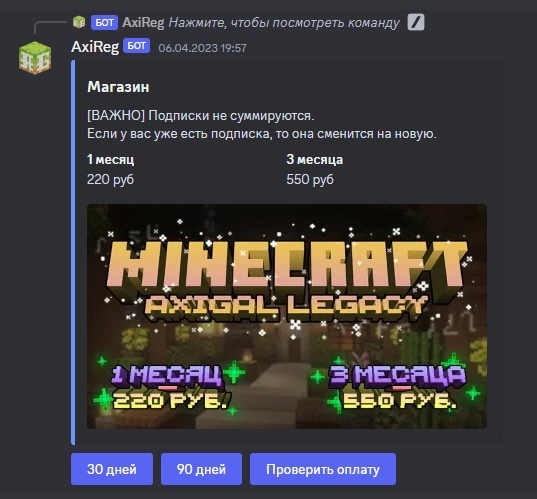 БОТ AxiReg Нажмите, чтобы посмотреть команду
AxiReg БОТ 06.04.2023 19:57
Магазин
[ВАЖНО] Подписки не суммируются.
Если у вас уже есть подписка, то она сменится на новую.
1 месяц 3 месяца
220 руб 550 руб
MINECRAFT
AXIGAL LEGACY
1 МЕСЯЦ 3 МЕСЯЦА
220 РУБ. 550 РУБ.
30 дней 90 дней Проверить оплату